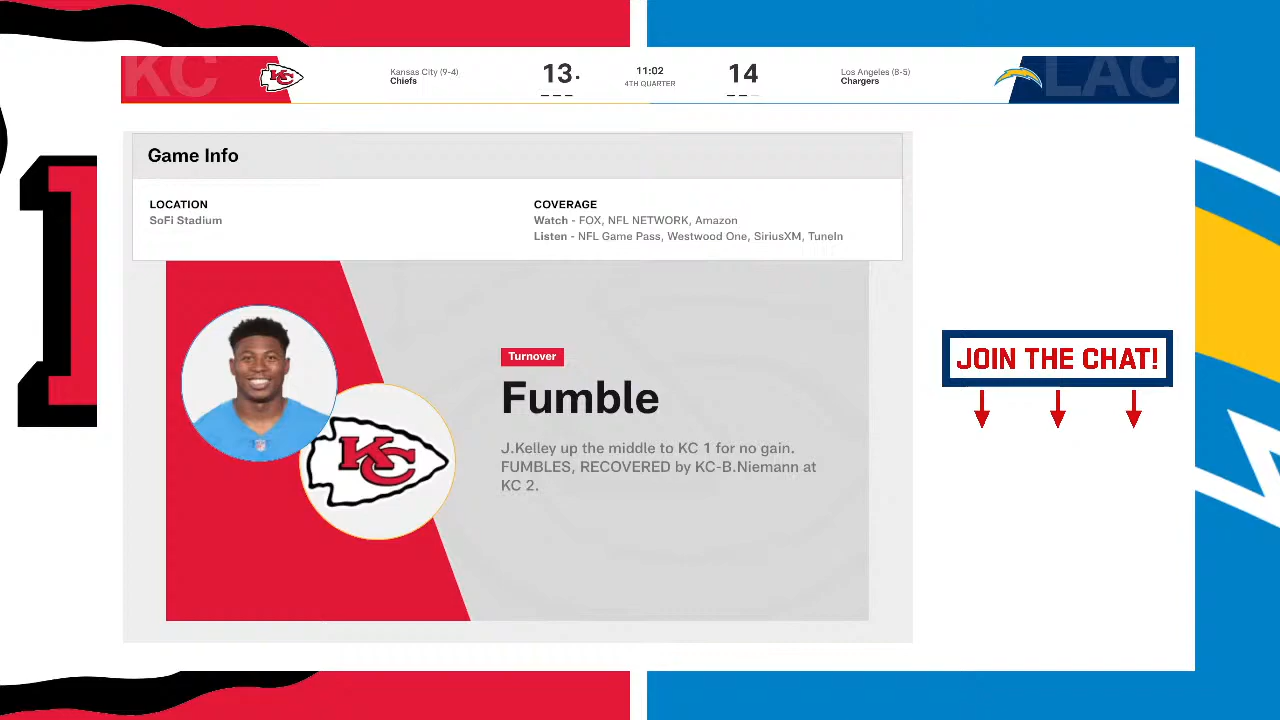 KC
Kansas City (9-4)
Chiefs
13
11:02
4TH QUARTER
14
Los Angeles (8-5)
Chargers
LAC
Game Info
LOCATION
SoFi Stadium
COVERAGE
Watch - FOX, NFL NETWORK, Amazon
Listen - NFL Game Pass, Westwood One, SiriusXM, TuneIn
Turnover
Fumble
J.Kelley up the middle to KC 1 for no gain.
FUMBLES, RECOVERED by KC-B.Niemann at
KC 2.
KC
JOIN THE CHAT!